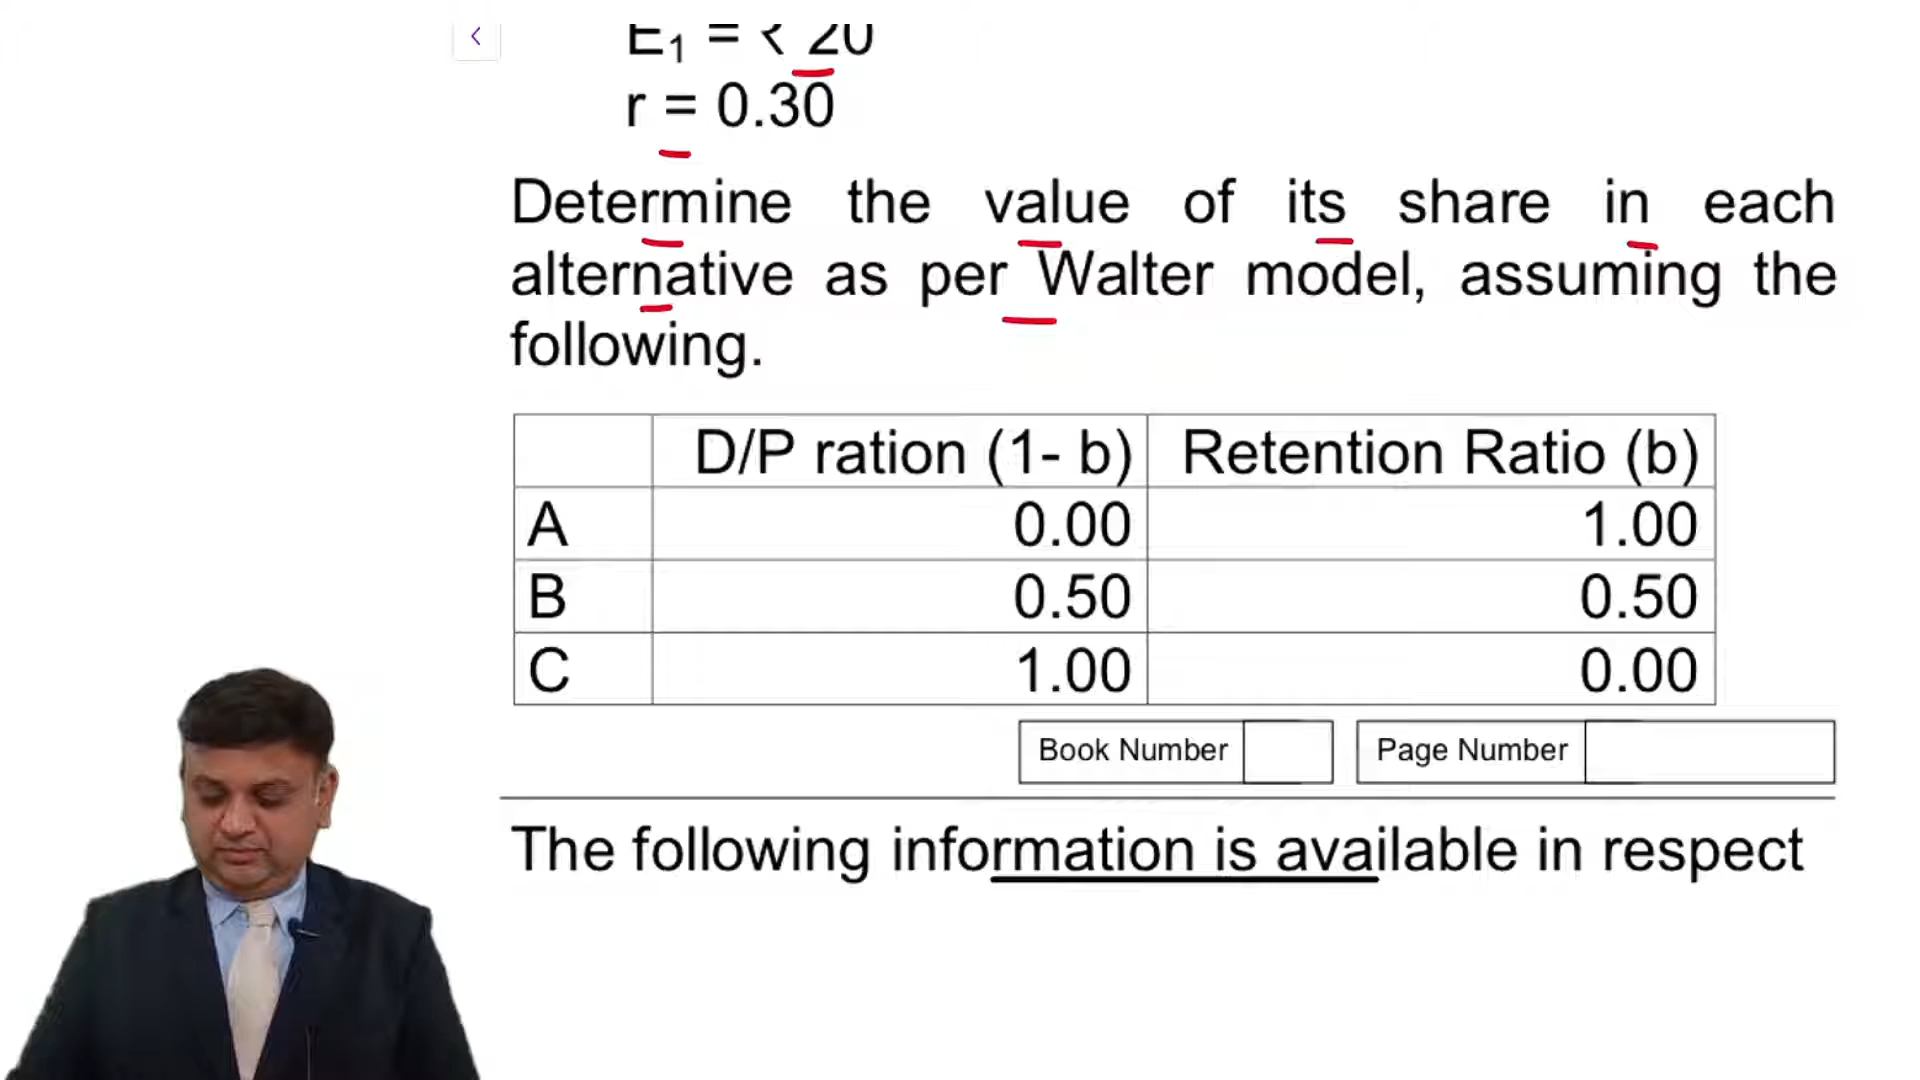 E₁ = ₹ 20
r = 0.30
Determine the value of its share in each
alternative as per Walter model, assuming the
following.
D/P ration (1- b) Retention Ratio (b)
A 0.00 1.00
B 0.50 0.50
C 1.00 0.00
Book Number Page Number
The following information is available in respect